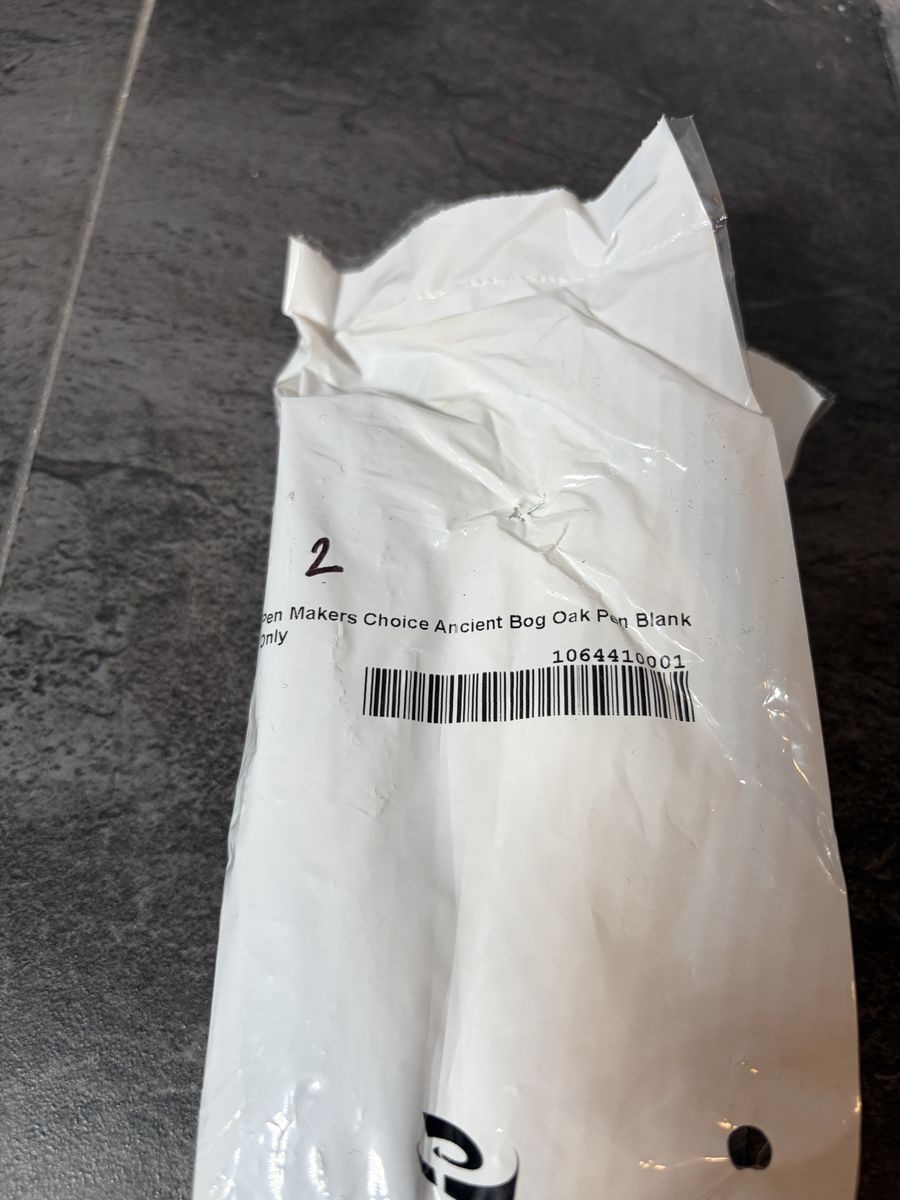 2
Pen Makers Choice Ancient Bog Oak Pen Blank
Only
1064410001